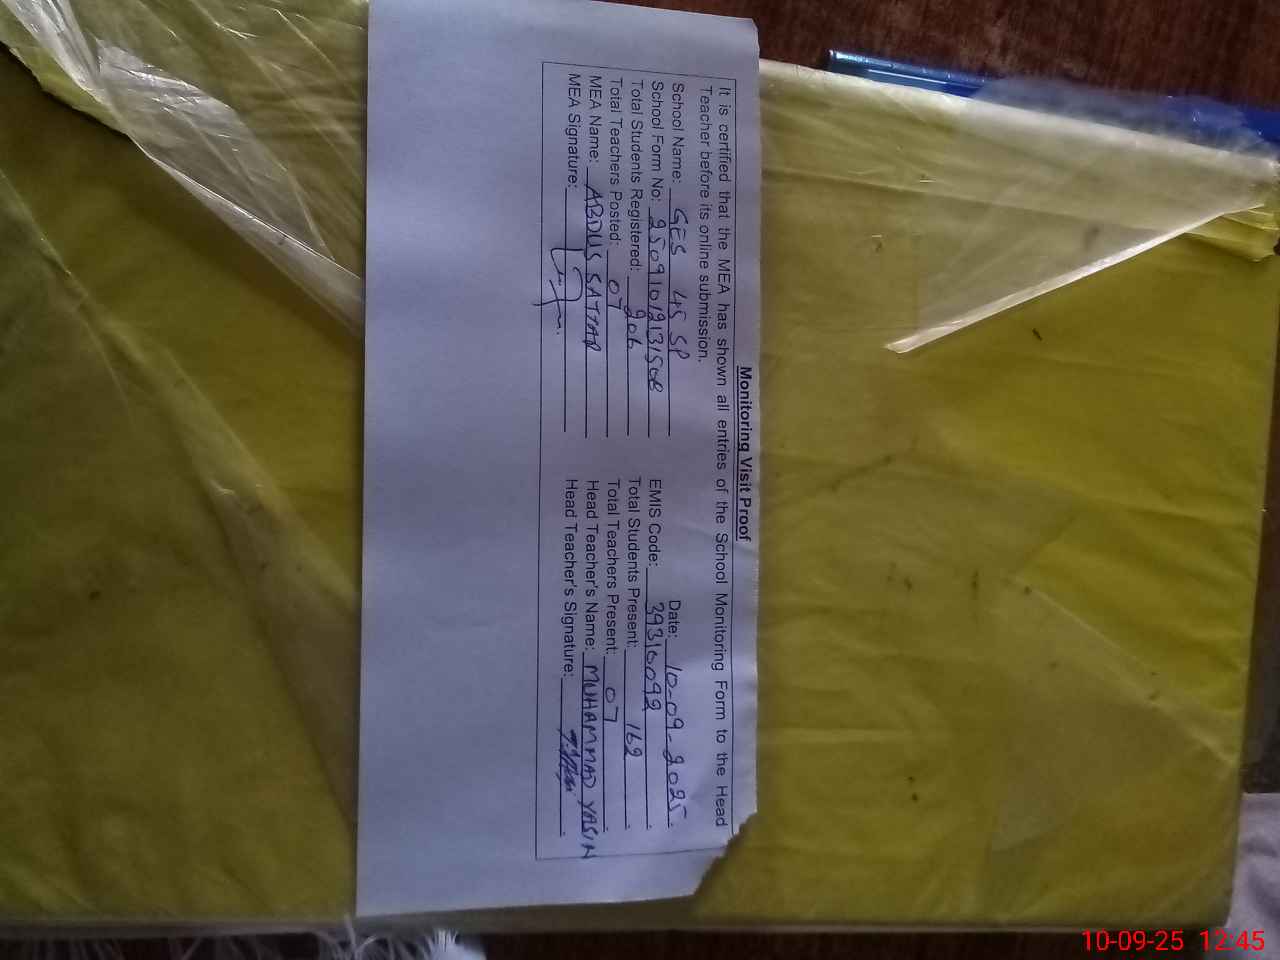 Monitoring Visit Proof
It is certified that the MEA has shown all entries of the School Monitoring Form to the Head
Teacher before its online submission.
School Name: GES 45 SP Date: 10-09-2025
School Form No: EMIS Code: 39310092
Total Students Registered: 206 Total Students Present: 162
Total Teachers Posted: 07 Total Teachers Present: 07
MEA Name: ABDUS SATTAR Head Teacher's Name: MUHAMMAD YASIN
MEA Signature: Head Teacher's Signature:
10-09-25 12:45